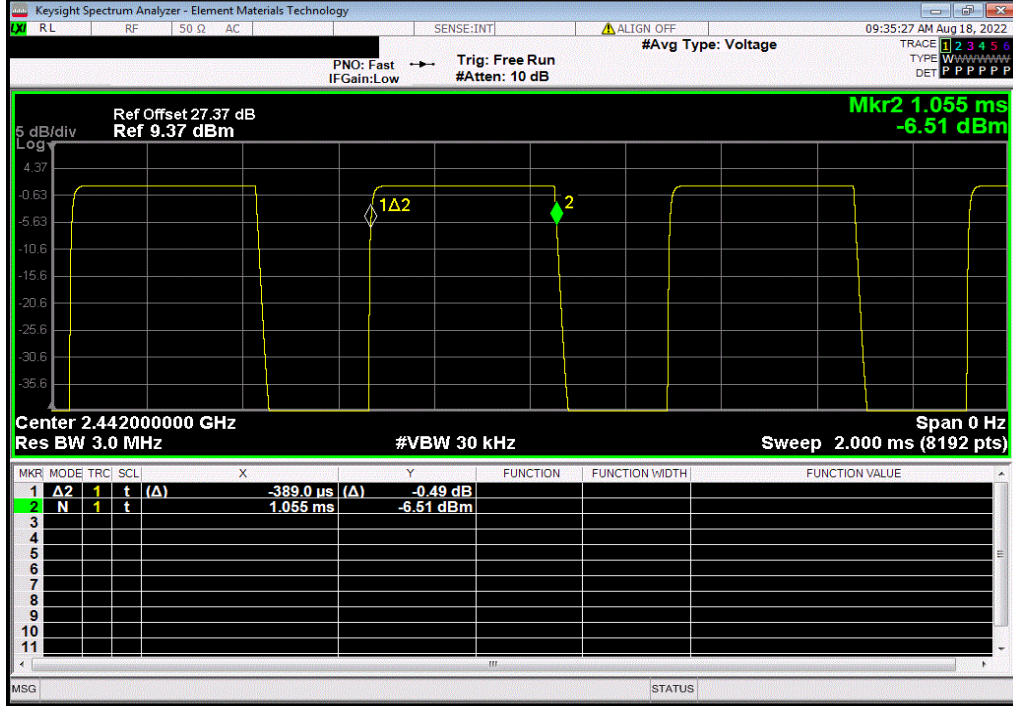 Keysight Spectrum Analyzer - Element Materials Technology
LXI RL RF 50 Ω AC SENSE:INT ALIGN OFF 09:35:27 AM Aug 18, 2022
#Avg Type: Voltage
TRACE 1 2 3 4 5 6
PNO: Fast Trig: Free Run
TYPE WWWWWW
IFGain:Low #Atten: 10 dB
DET P P P P P P
Mkr2 1.055 ms
-6.51 dBm
Ref Offset 27.37 dB
5 dB/div Ref 9.37 dBm
Log
4.37
-0.63
1Δ2
2
-5.63
-10.6
-15.6
-20.6
-25.6
-30.6
-35.6
Center 2.442000000 GHz Span 0 Hz
Res BW 3.0 MHz #VBW 30 kHz Sweep 2.000 ms (8192 pts)
MKR MODE TRC SCL X Y FUNCTION FUNCTION WIDTH FUNCTION VALUE
1 Δ2 1 t (Δ) -389.0 µs (Δ) -0.49 dB
2 N 1 t 1.055 ms -6.51 dBm
3
4
5
6
7
8
9
10
11
MSG STATUS